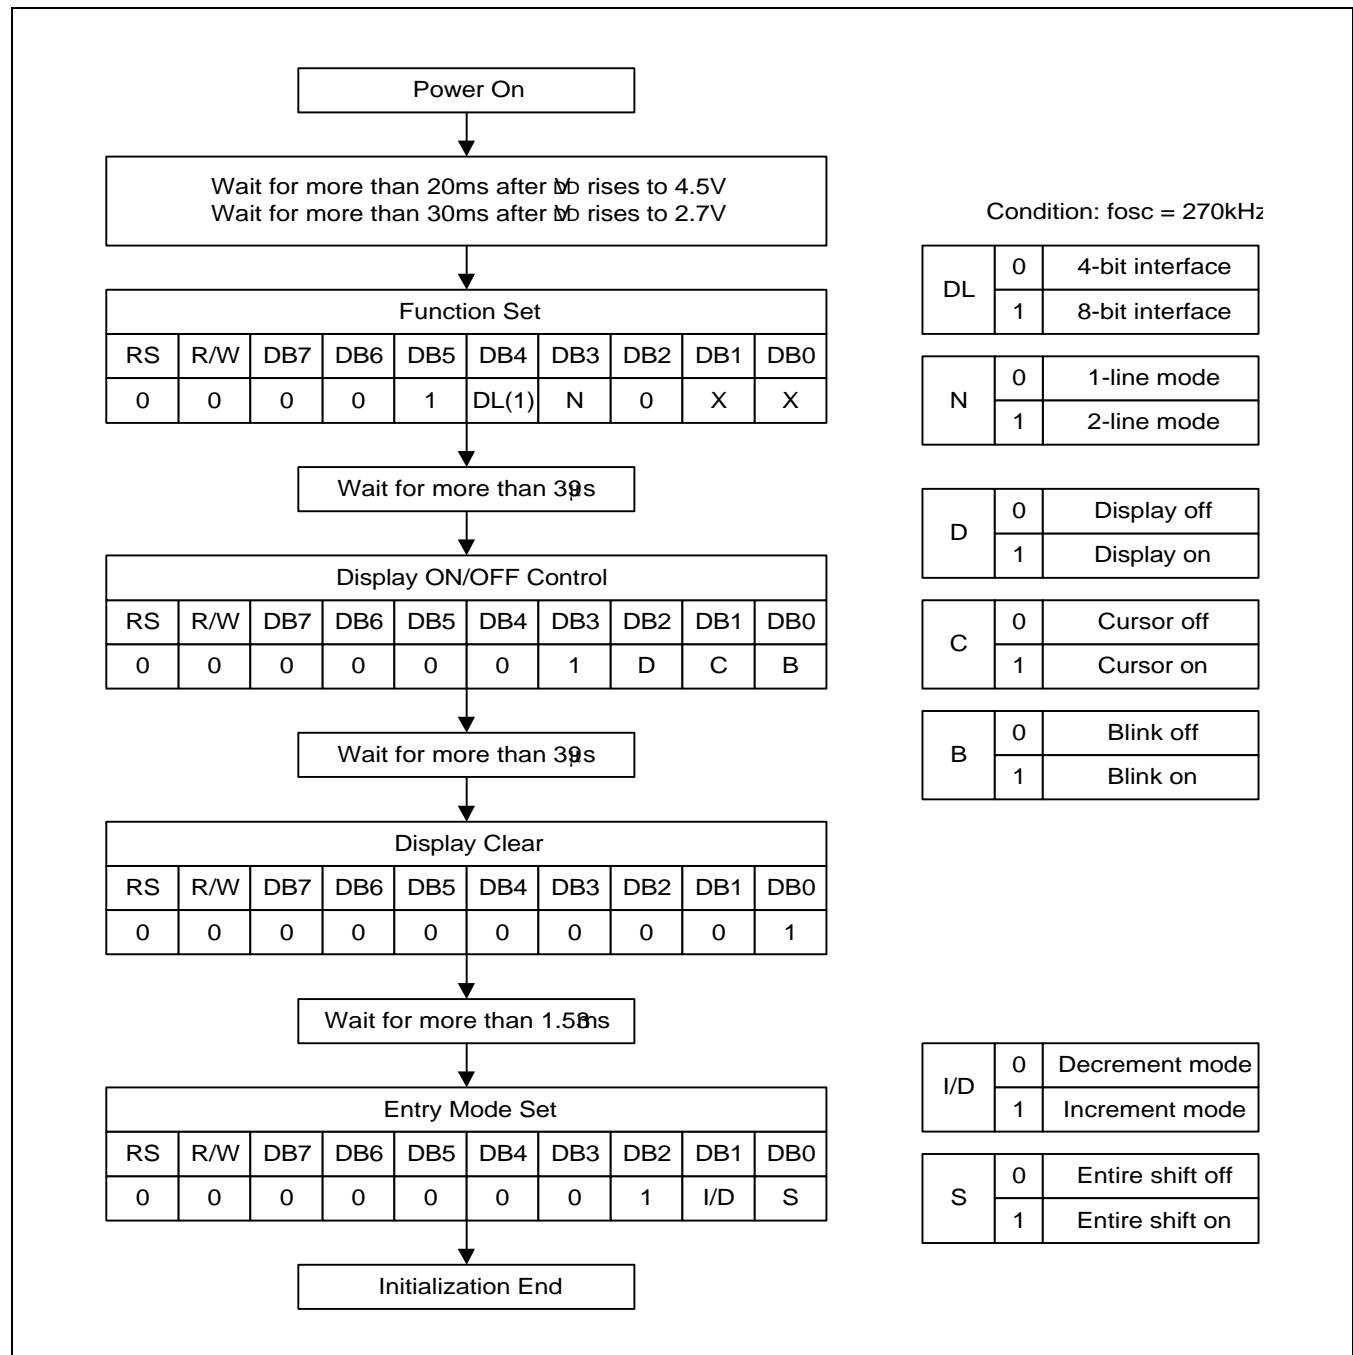 Power On
Wait for more than 20ms after VDD rises to 4.5V
Wait for more than 30ms after VDD rises to 2.7V
Condition: fosc = 270kHz
Function Set
RS R/W DB7 DB6 DB5 DB4 DB3 DB2 DB1 DB0
0 0 0 0 1 DL(1) N 0 X X
DL 0 4-bit interface
1 8-bit interface
N 0 1-line mode
1 2-line mode
Wait for more than 39μs
Display ON/OFF Control
RS R/W DB7 DB6 DB5 DB4 DB3 DB2 DB1 DB0
0 0 0 0 0 0 1 D C B
D 0 Display off
1 Display on
C 0 Cursor off
1 Cursor on
B 0 Blink off
1 Blink on
Wait for more than 39μs
Display Clear
RS R/W DB7 DB6 DB5 DB4 DB3 DB2 DB1 DB0
0 0 0 0 0 0 0 0 0 1
Wait for more than 1.53ms
Entry Mode Set
RS R/W DB7 DB6 DB5 DB4 DB3 DB2 DB1 DB0
0 0 0 0 0 0 0 1 I/D S
I/D 0 Decrement mode
1 Increment mode
S 0 Entire shift off
1 Entire shift on
Initialization End